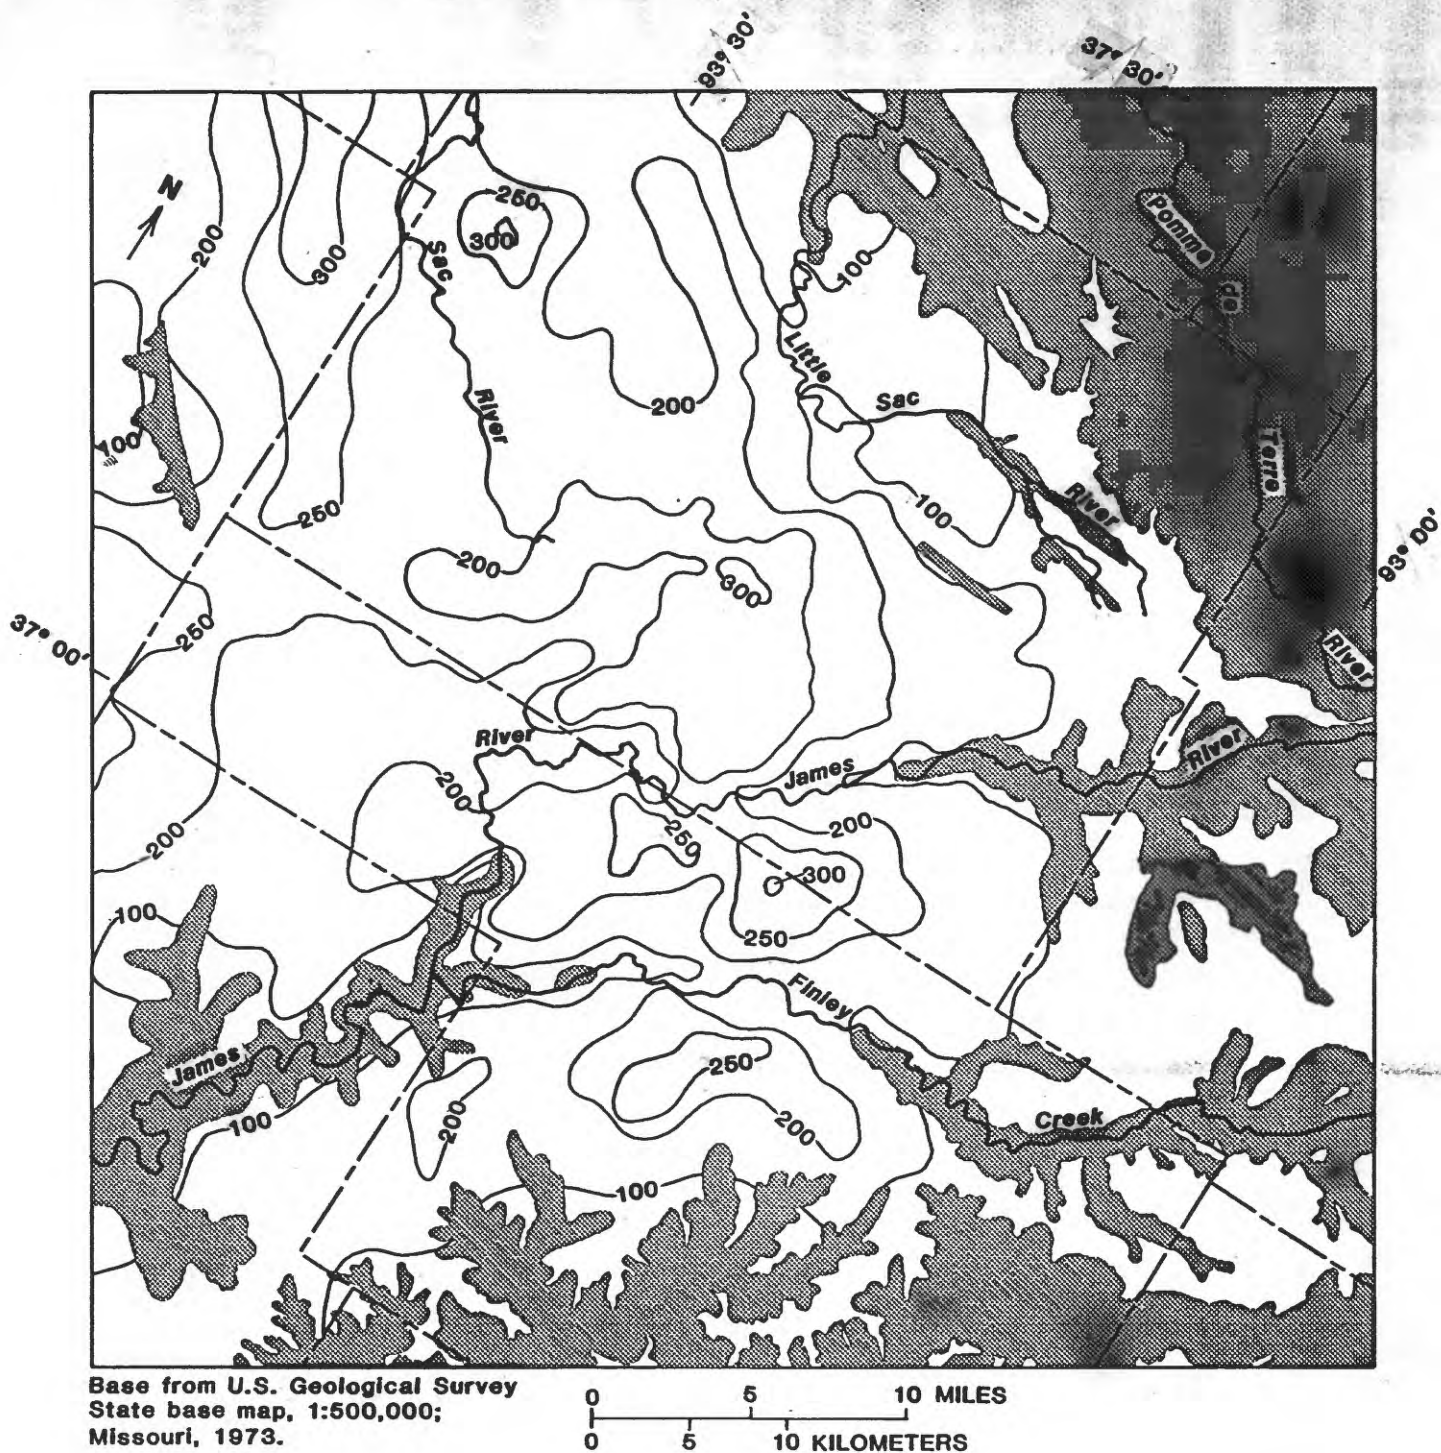 93° 30'
37° 30'
N
200
250
300
300
Sac
100
Pomme
de
Little
River
200
Sac
Terre
100
250
River
100
93° 00'
200
300
250
37° 00'
River
River
River
James
200
200
250
200
300
100
250
Finley
James
250
200
100
200
Creek
100
Base from U.S. Geological Survey
State base map, 1:500,000;
Missouri, 1973.
0 5 10 MILES
0 5 10 KILOMETERS